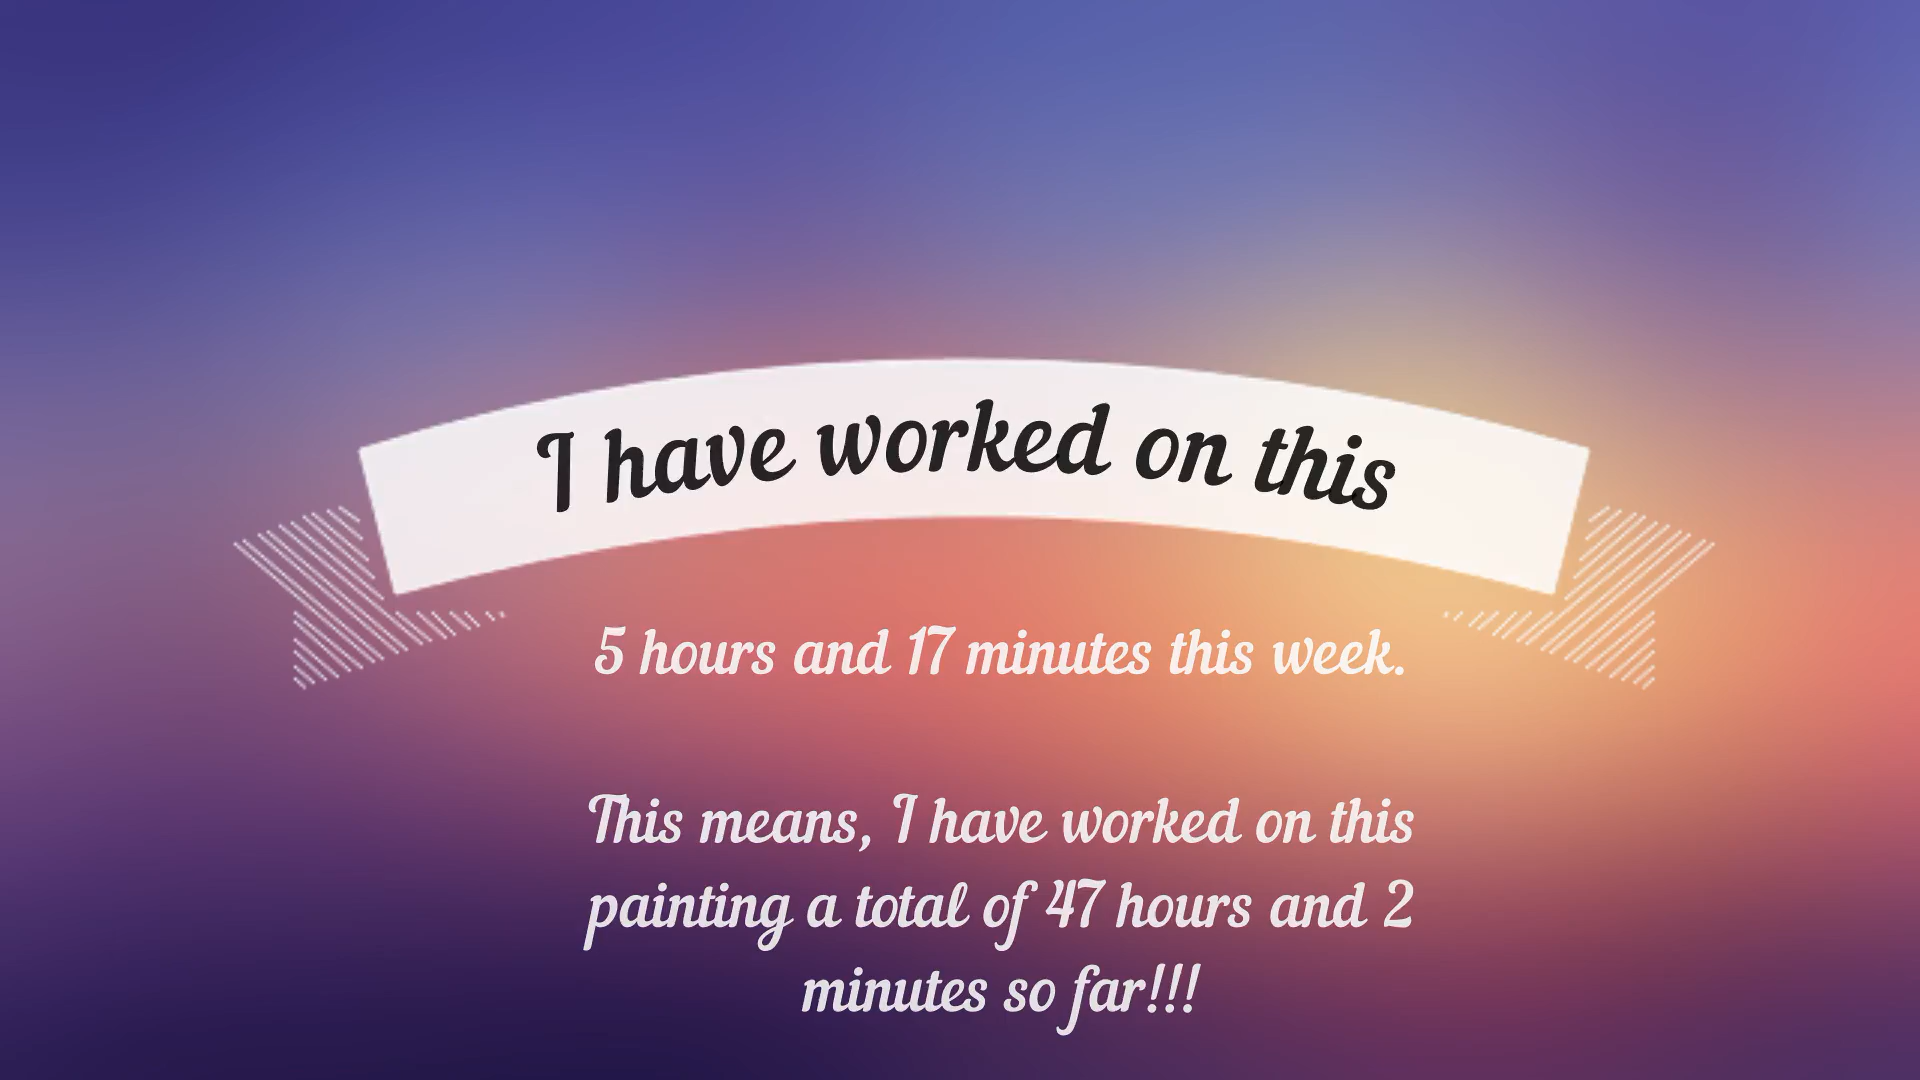 I have worked on this
5 hours and 17 minutes this week.
This means, I have worked on this
painting a total of 47 hours and 2
minutes so far!!!